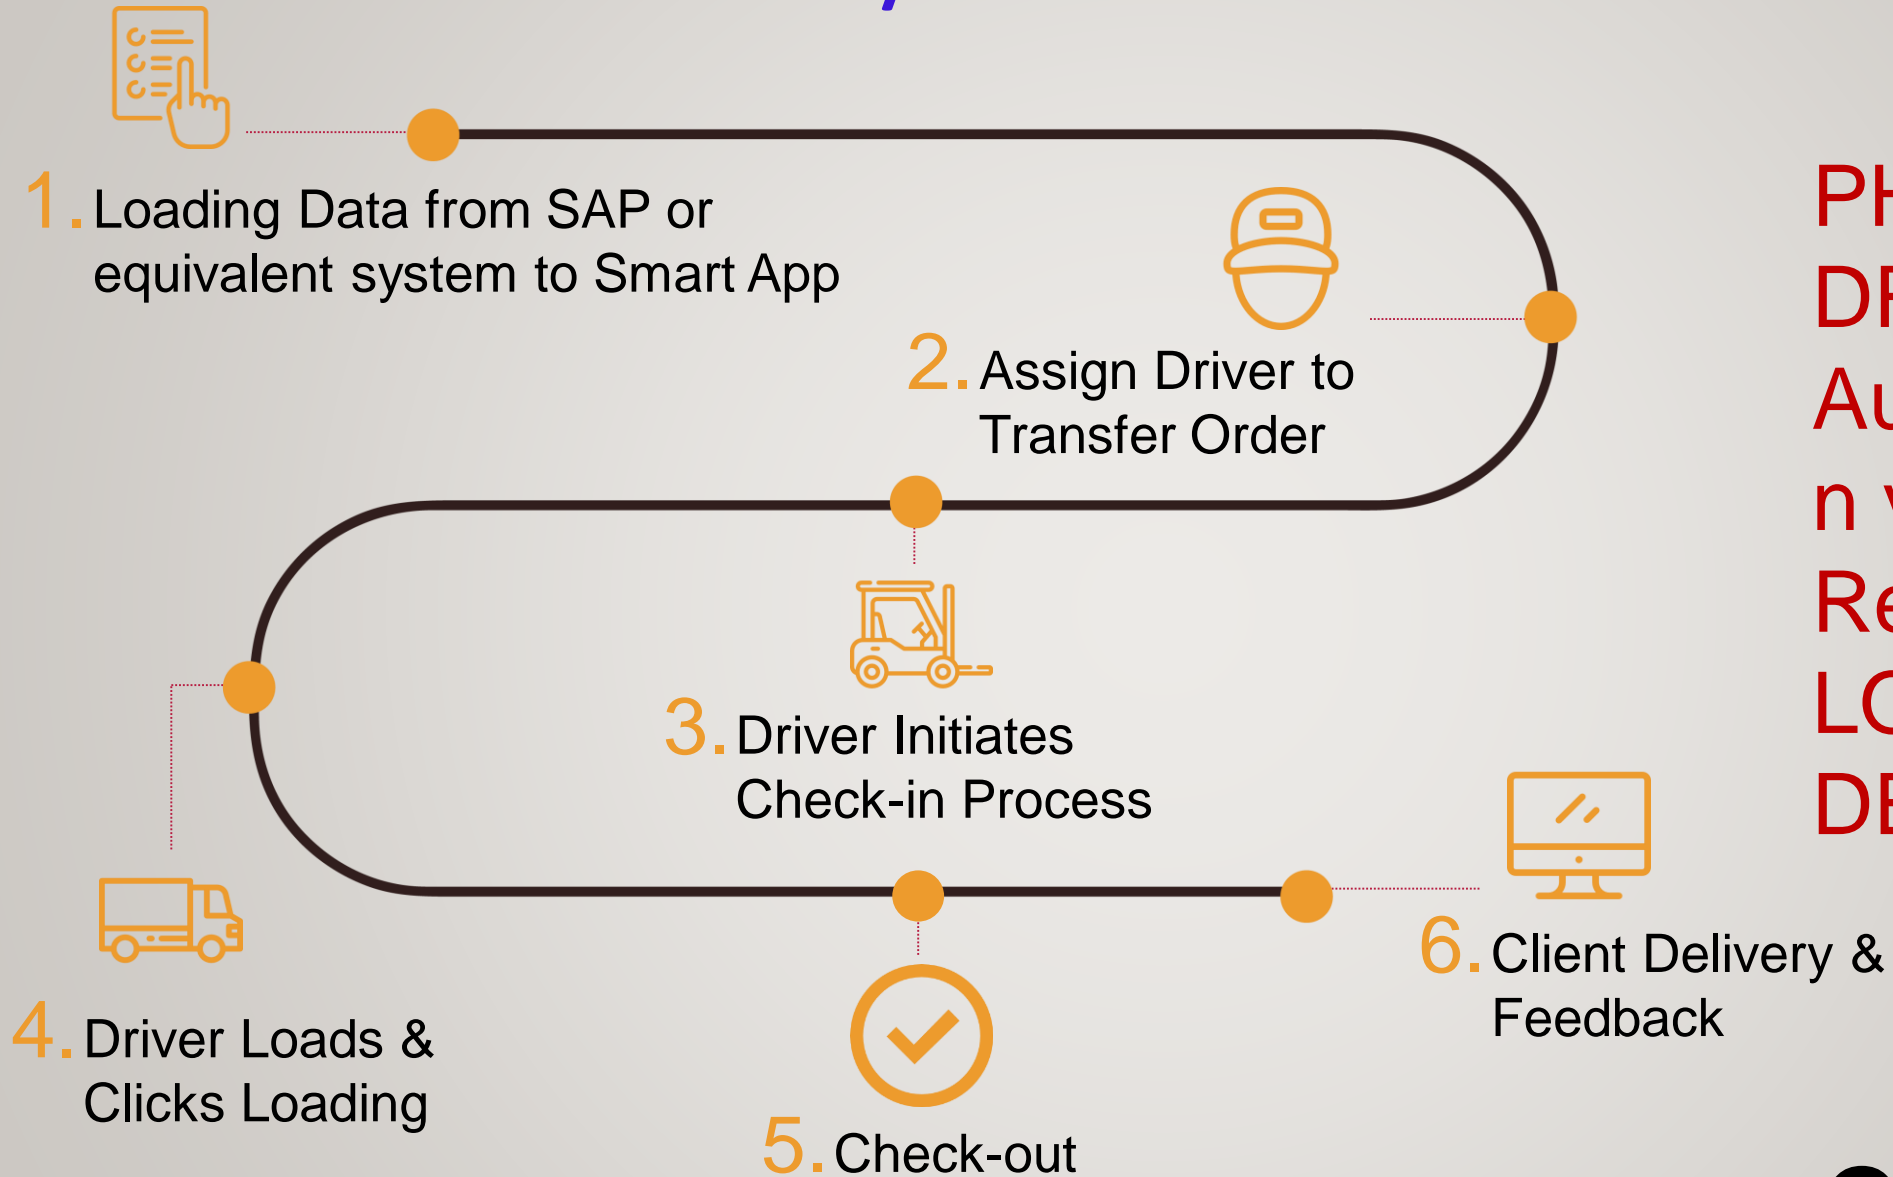 1. Loading Data from SAP or
equivalent system to Smart App
2. Assign Driver to
Transfer Order
3. Driver Initiates
Check-in Process
4. Driver Loads &
Clicks Loading
5. Check-out
6. Client Delivery &
Feedback